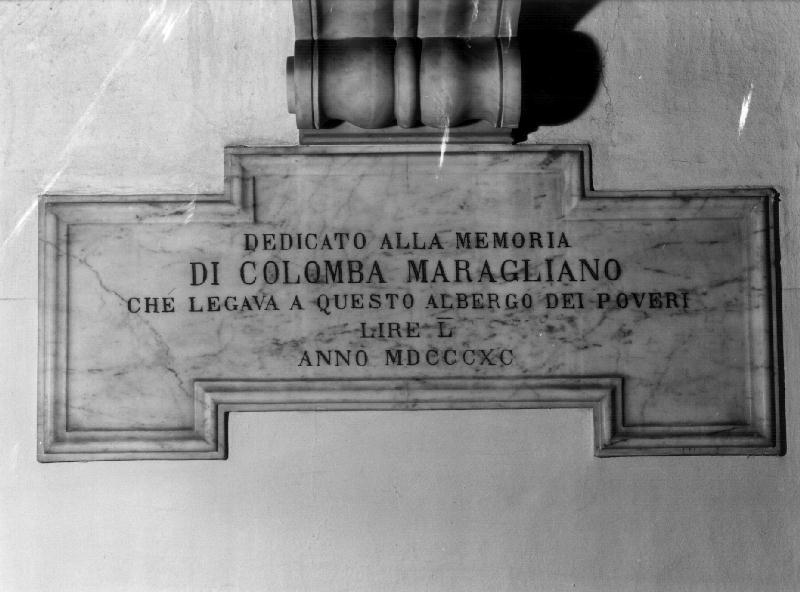 DEDICATO ALLA MEMORIA
DI COLOMBA MARAGLIANO
CHE LEGAVA A QUESTO ALBERGO DEI POVERI
LIRE L̅
ANNO MDCCCXC